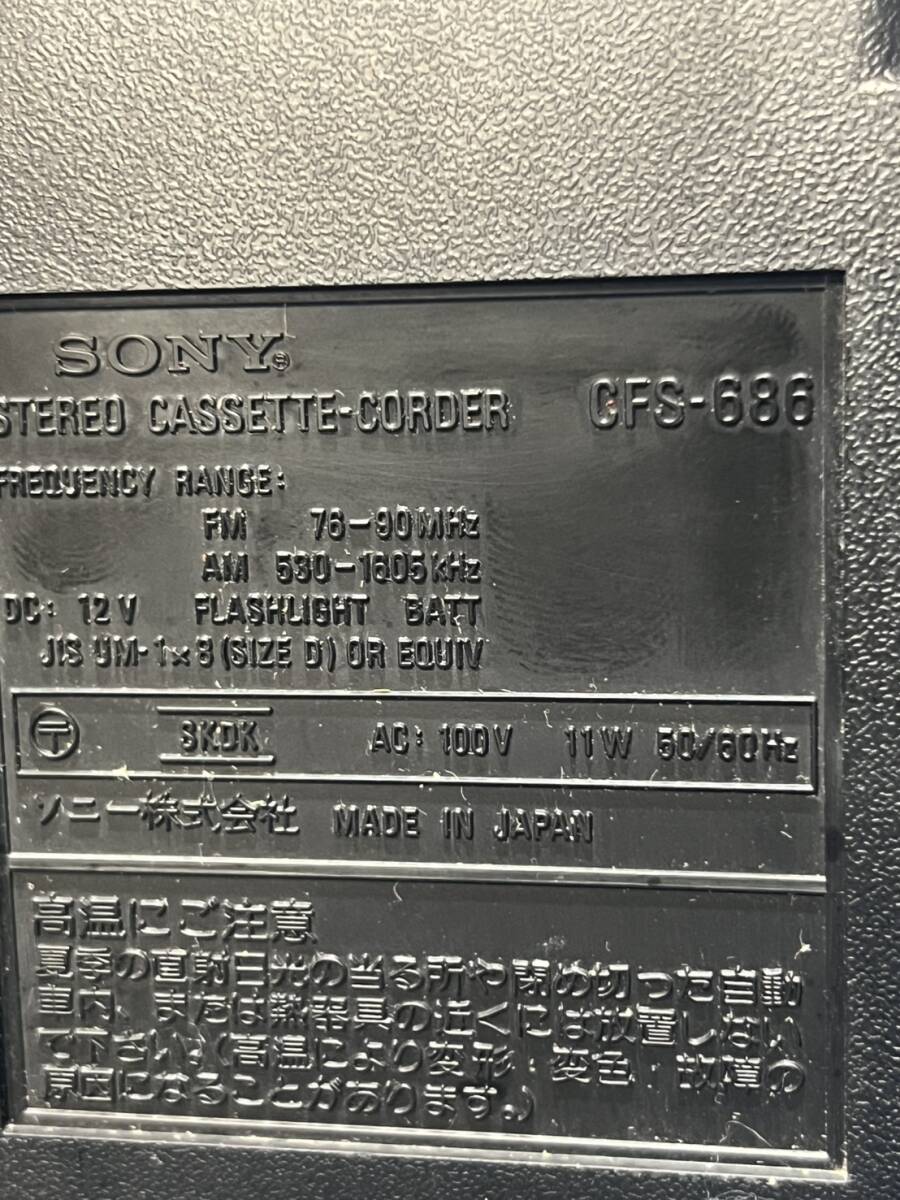 SONY®
STEREO CASSETTE-CORDER CFS-686
FREQUENCY RANGE:
FM 76-90MHz
AM 530-1605kHz
DC: 12V FLASHLIGHT BATT
JIS UM-1×8 (SIZE D) OR EQUIV
〒 SKDK AC: 100V 11W 50/60Hz
ソニー株式会社 MADE IN JAPAN
高温にご注意
夏季の直射日光の当る所や閉め切った自動
車内、または熱器具の近くには放置しない
で下さい。(高温により変形・変色・故障の
原因になることがあります。)